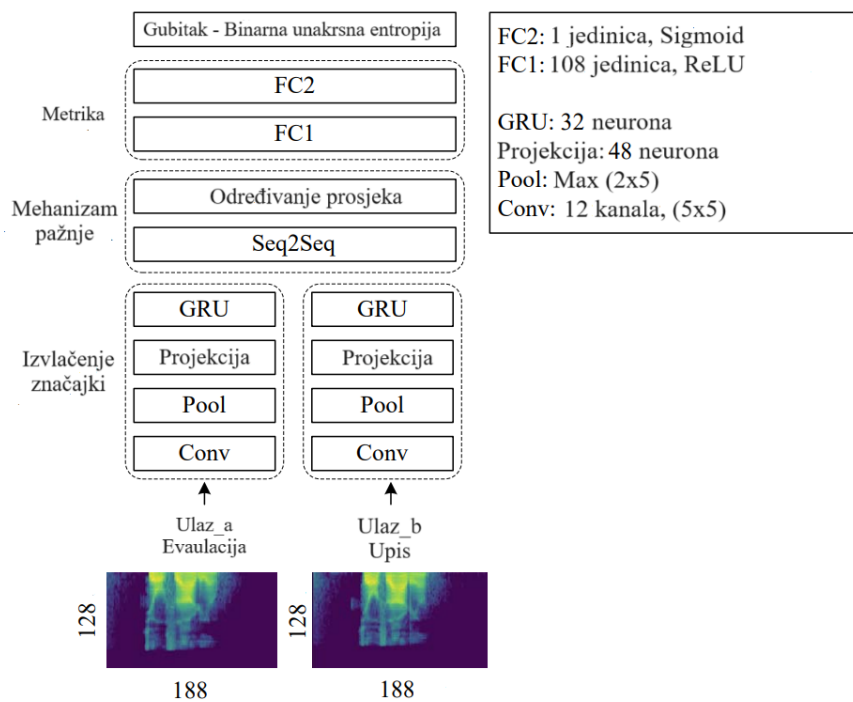 Gubitak - Binarna unakrsna entropija
Metrika
FC2
FC1
Mehanizam
pažnje
Određivanje prosjeka
Seq2Seq
Izvlačenje
značajki
GRU
Projekcija
Pool
Conv
GRU
Projekcija
Pool
Conv
Ulaz_a
Evaulacija
Ulaz_b
Upis
128
188
128
188
FC2: 1 jedinica, Sigmoid
FC1: 108 jedinica, ReLU
GRU: 32 neurona
Projekcija: 48 neurona
Pool: Max (2x5)
Conv: 12 kanala, (5x5)